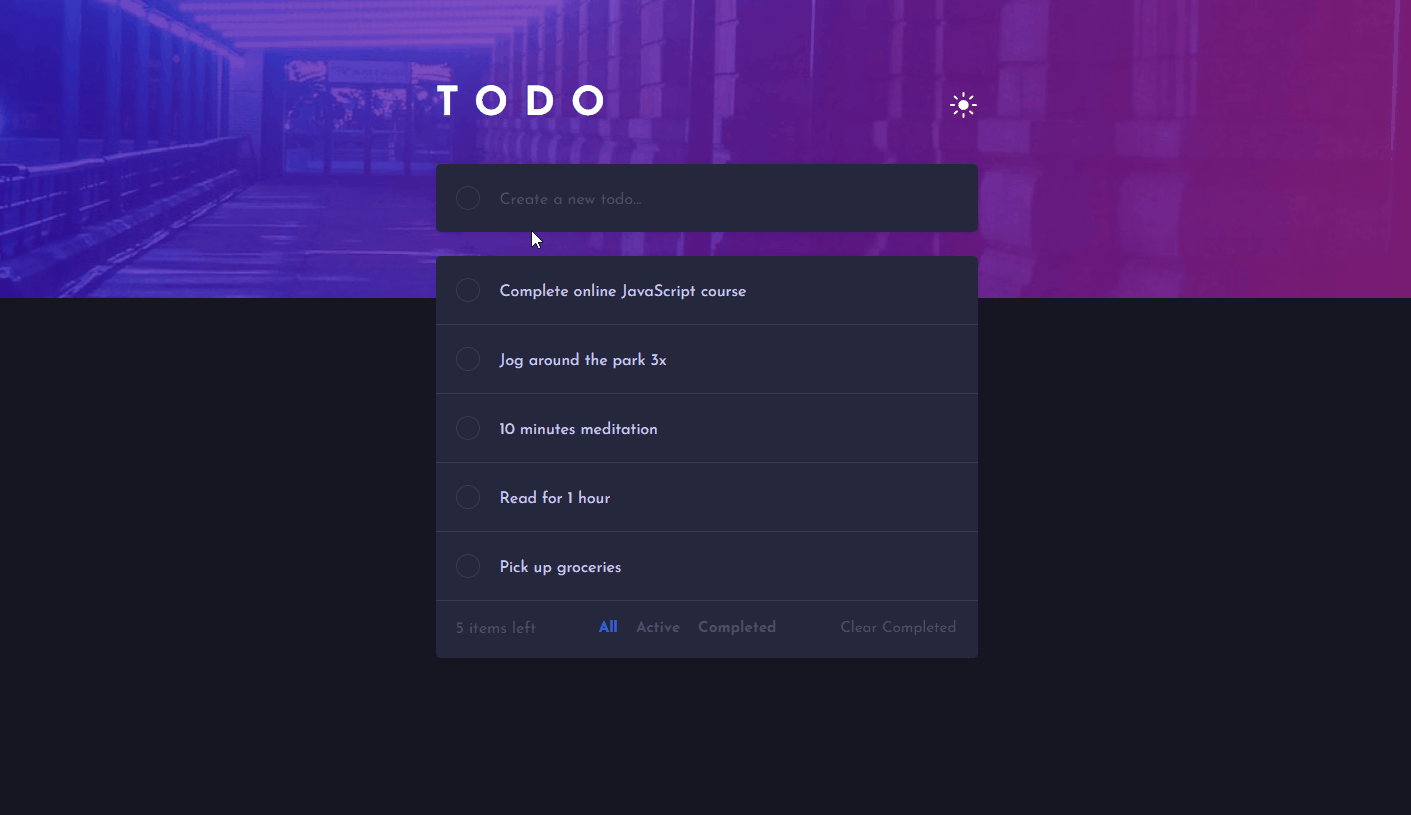 TODO
Create a new todo...
Complete online JavaScript course
Jog around the park 3x
10 minutes meditation
Read for 1 hour
Pick up groceries
5 items left All Active Completed Clear Completed